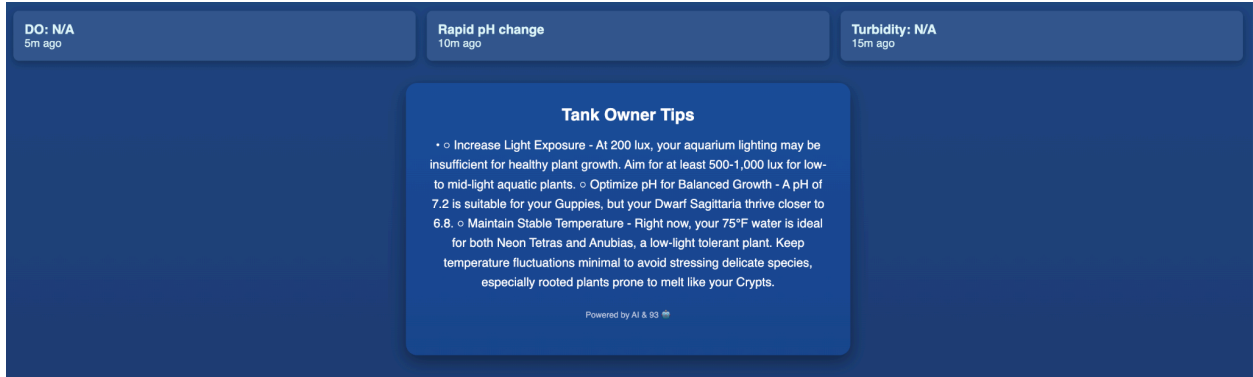 DO: N/A
5m ago
Rapid pH change
10m ago
Turbidity: N/A
15m ago
Tank Owner Tips
• ○ Increase Light Exposure - At 200 lux, your aquarium lighting may be
insufficient for healthy plant growth. Aim for at least 500-1,000 lux for low-
to mid-light aquatic plants. ○ Optimize pH for Balanced Growth - A pH of
7.2 is suitable for your Guppies, but your Dwarf Sagittaria thrive closer to
6.8. ○ Maintain Stable Temperature - Right now, your 75°F water is ideal
for both Neon Tetras and Anubias, a low-light tolerant plant. Keep
temperature fluctuations minimal to avoid stressing delicate species,
especially rooted plants prone to melt like your Crypts.
Powered by AI & 93